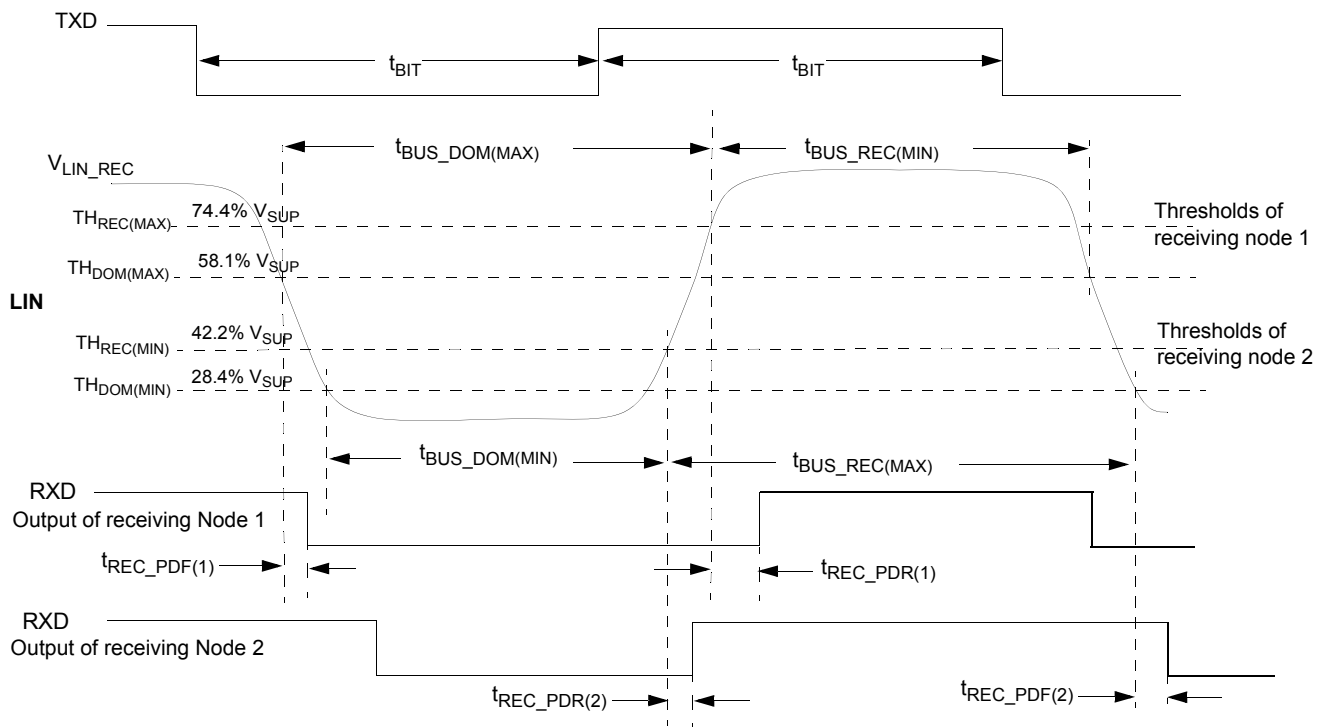 TXD
tBIT
tBIT
tBUS_DOM(MAX)
tBUS_REC(MIN)
VLIN_REC
THREC(MAX)
74.4% VSUP
Thresholds of
receiving node 1
THDOM(MAX)
58.1% VSUP
LIN
THREC(MIN)
42.2% VSUP
Thresholds of
receiving node 2
THDOM(MIN)
28.4% VSUP
tBUS_DOM(MIN)
tBUS_REC(MAX)
RXD
Output of receiving Node 1
tREC_PDF(1)
tREC_PDR(1)
RXD
Output of receiving Node 2
tREC_PDR(2)
tREC_PDF(2)